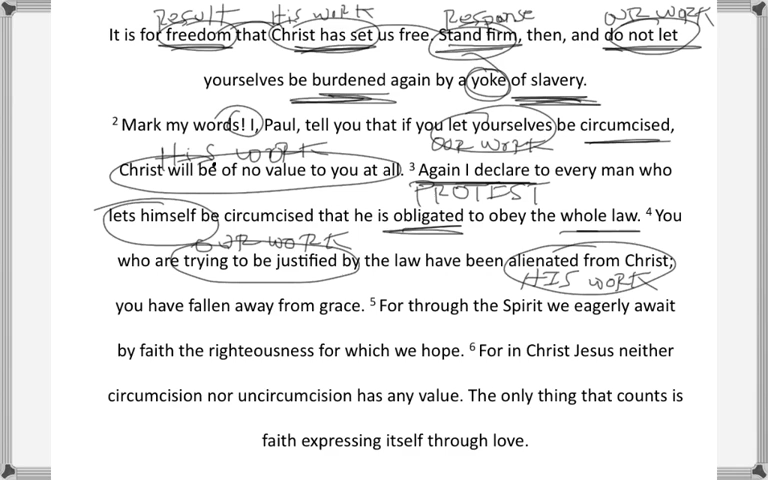 Result His work Response OUR WORK
It is for freedom that Christ has set us free. Stand firm, then, and do not let
yourselves be burdened again by a yoke of slavery.
² Mark my words! I, Paul, tell you that if you let yourselves be circumcised,
HIS WORK OUR WORK
Christ will be of no value to you at all. ³ Again I declare to every man who
PROTEST
lets himself be circumcised that he is obligated to obey the whole law. ⁴ You
OUR WORK
who are trying to be justified by the law have been alienated from Christ;
HIS WORK
you have fallen away from grace. ⁵ For through the Spirit we eagerly await
by faith the righteousness for which we hope. ⁶ For in Christ Jesus neither
circumcision nor uncircumcision has any value. The only thing that counts is
faith expressing itself through love.